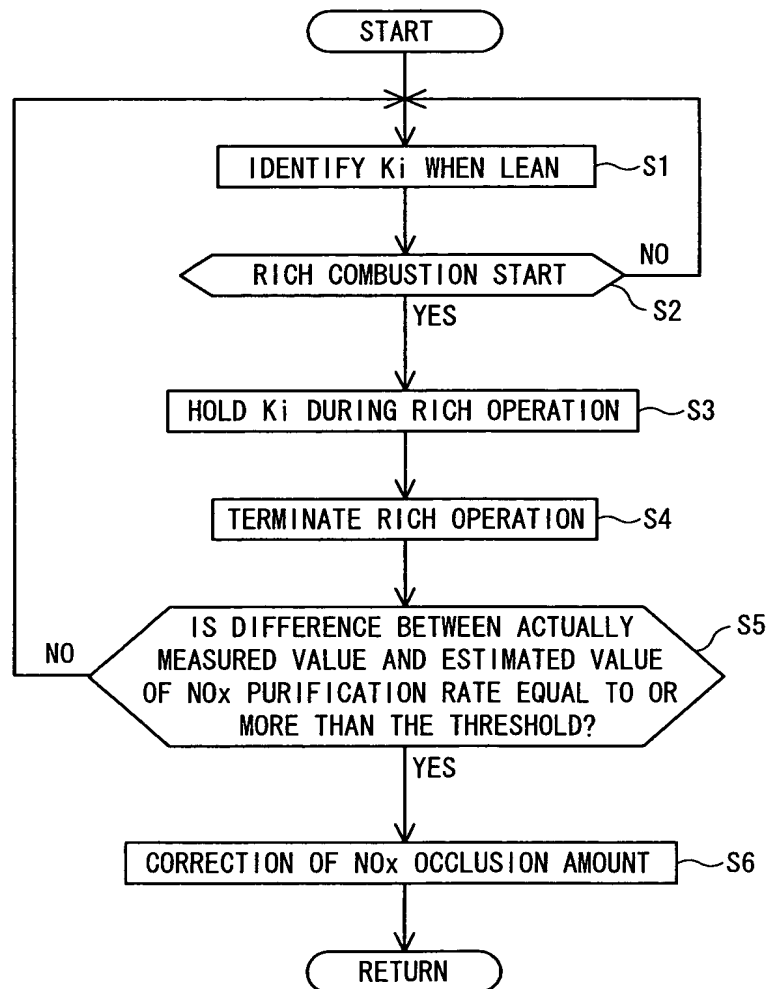 START
IDENTIFY Ki WHEN LEAN
S1
RICH COMBUSTION START
NO
S2
YES
HOLD Ki DURING RICH OPERATION
S3
TERMINATE RICH OPERATION
S4
IS DIFFERENCE BETWEEN ACTUALLY
MEASURED VALUE AND ESTIMATED VALUE
OF NOx PURIFICATION RATE EQUAL TO OR
MORE THAN THE THRESHOLD?
S5
NO
YES
CORRECTION OF NOx OCCLUSION AMOUNT
S6
RETURN